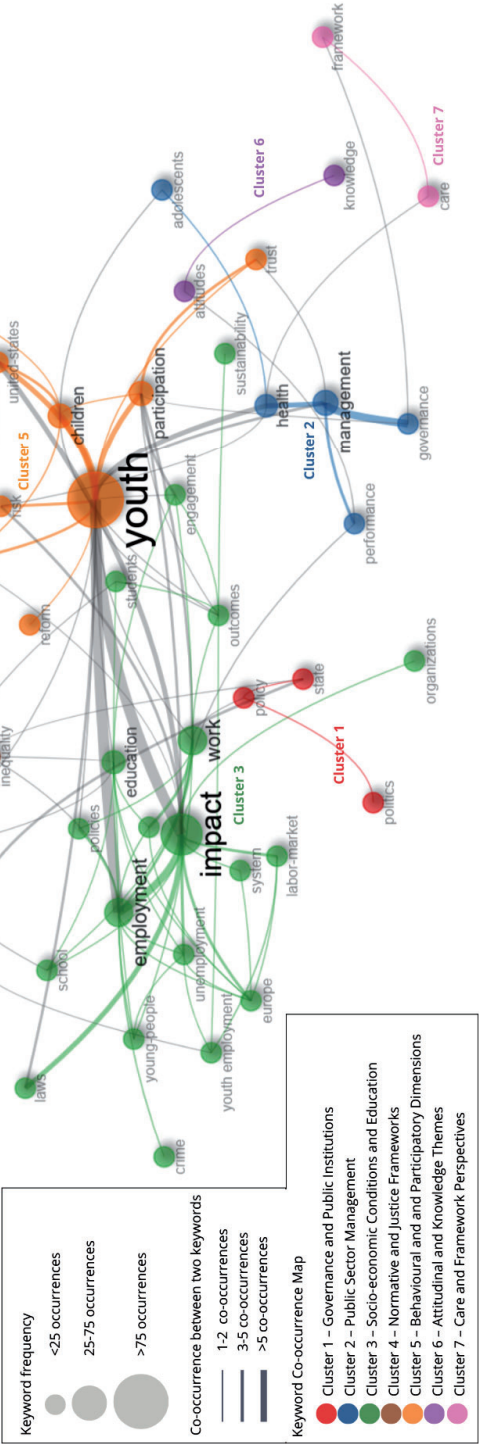 Keyword frequency
<25 occurrences
25-75 occurrences
>75 occurrences
Co-occurrence between two keywords
1-2 co-occurrences
3-5 co-occurrences
>5 co-occurrences
Keyword Co-occurrence Map
Cluster 1 – Governance and Public Institutions
Cluster 2 – Public Sector Management
Cluster 3 – Socio-economic Conditions and Education
Cluster 4 – Normative and Justice Frameworks
Cluster 5 – Behavioural and and Participatory Dimensions
Cluster 6 – Attitudinal and Knowledge Themes
Cluster 7 – Care and Framework Perspectives
crime
laws
school
young-people
youth employment
europe
unemployment
employment
policies
system
labor-market
impact
Cluster 3
work
education
inequality
politics
Cluster 1
policy
state
organizations
reform
students
outcomes
engagement
risk
youth
Cluster 5
children
united-states
participation
performance
Cluster 2
governance
management
health
sustainability
trust
attitudes
adolescents
Cluster 6
knowledge
care
Cluster 7
framework